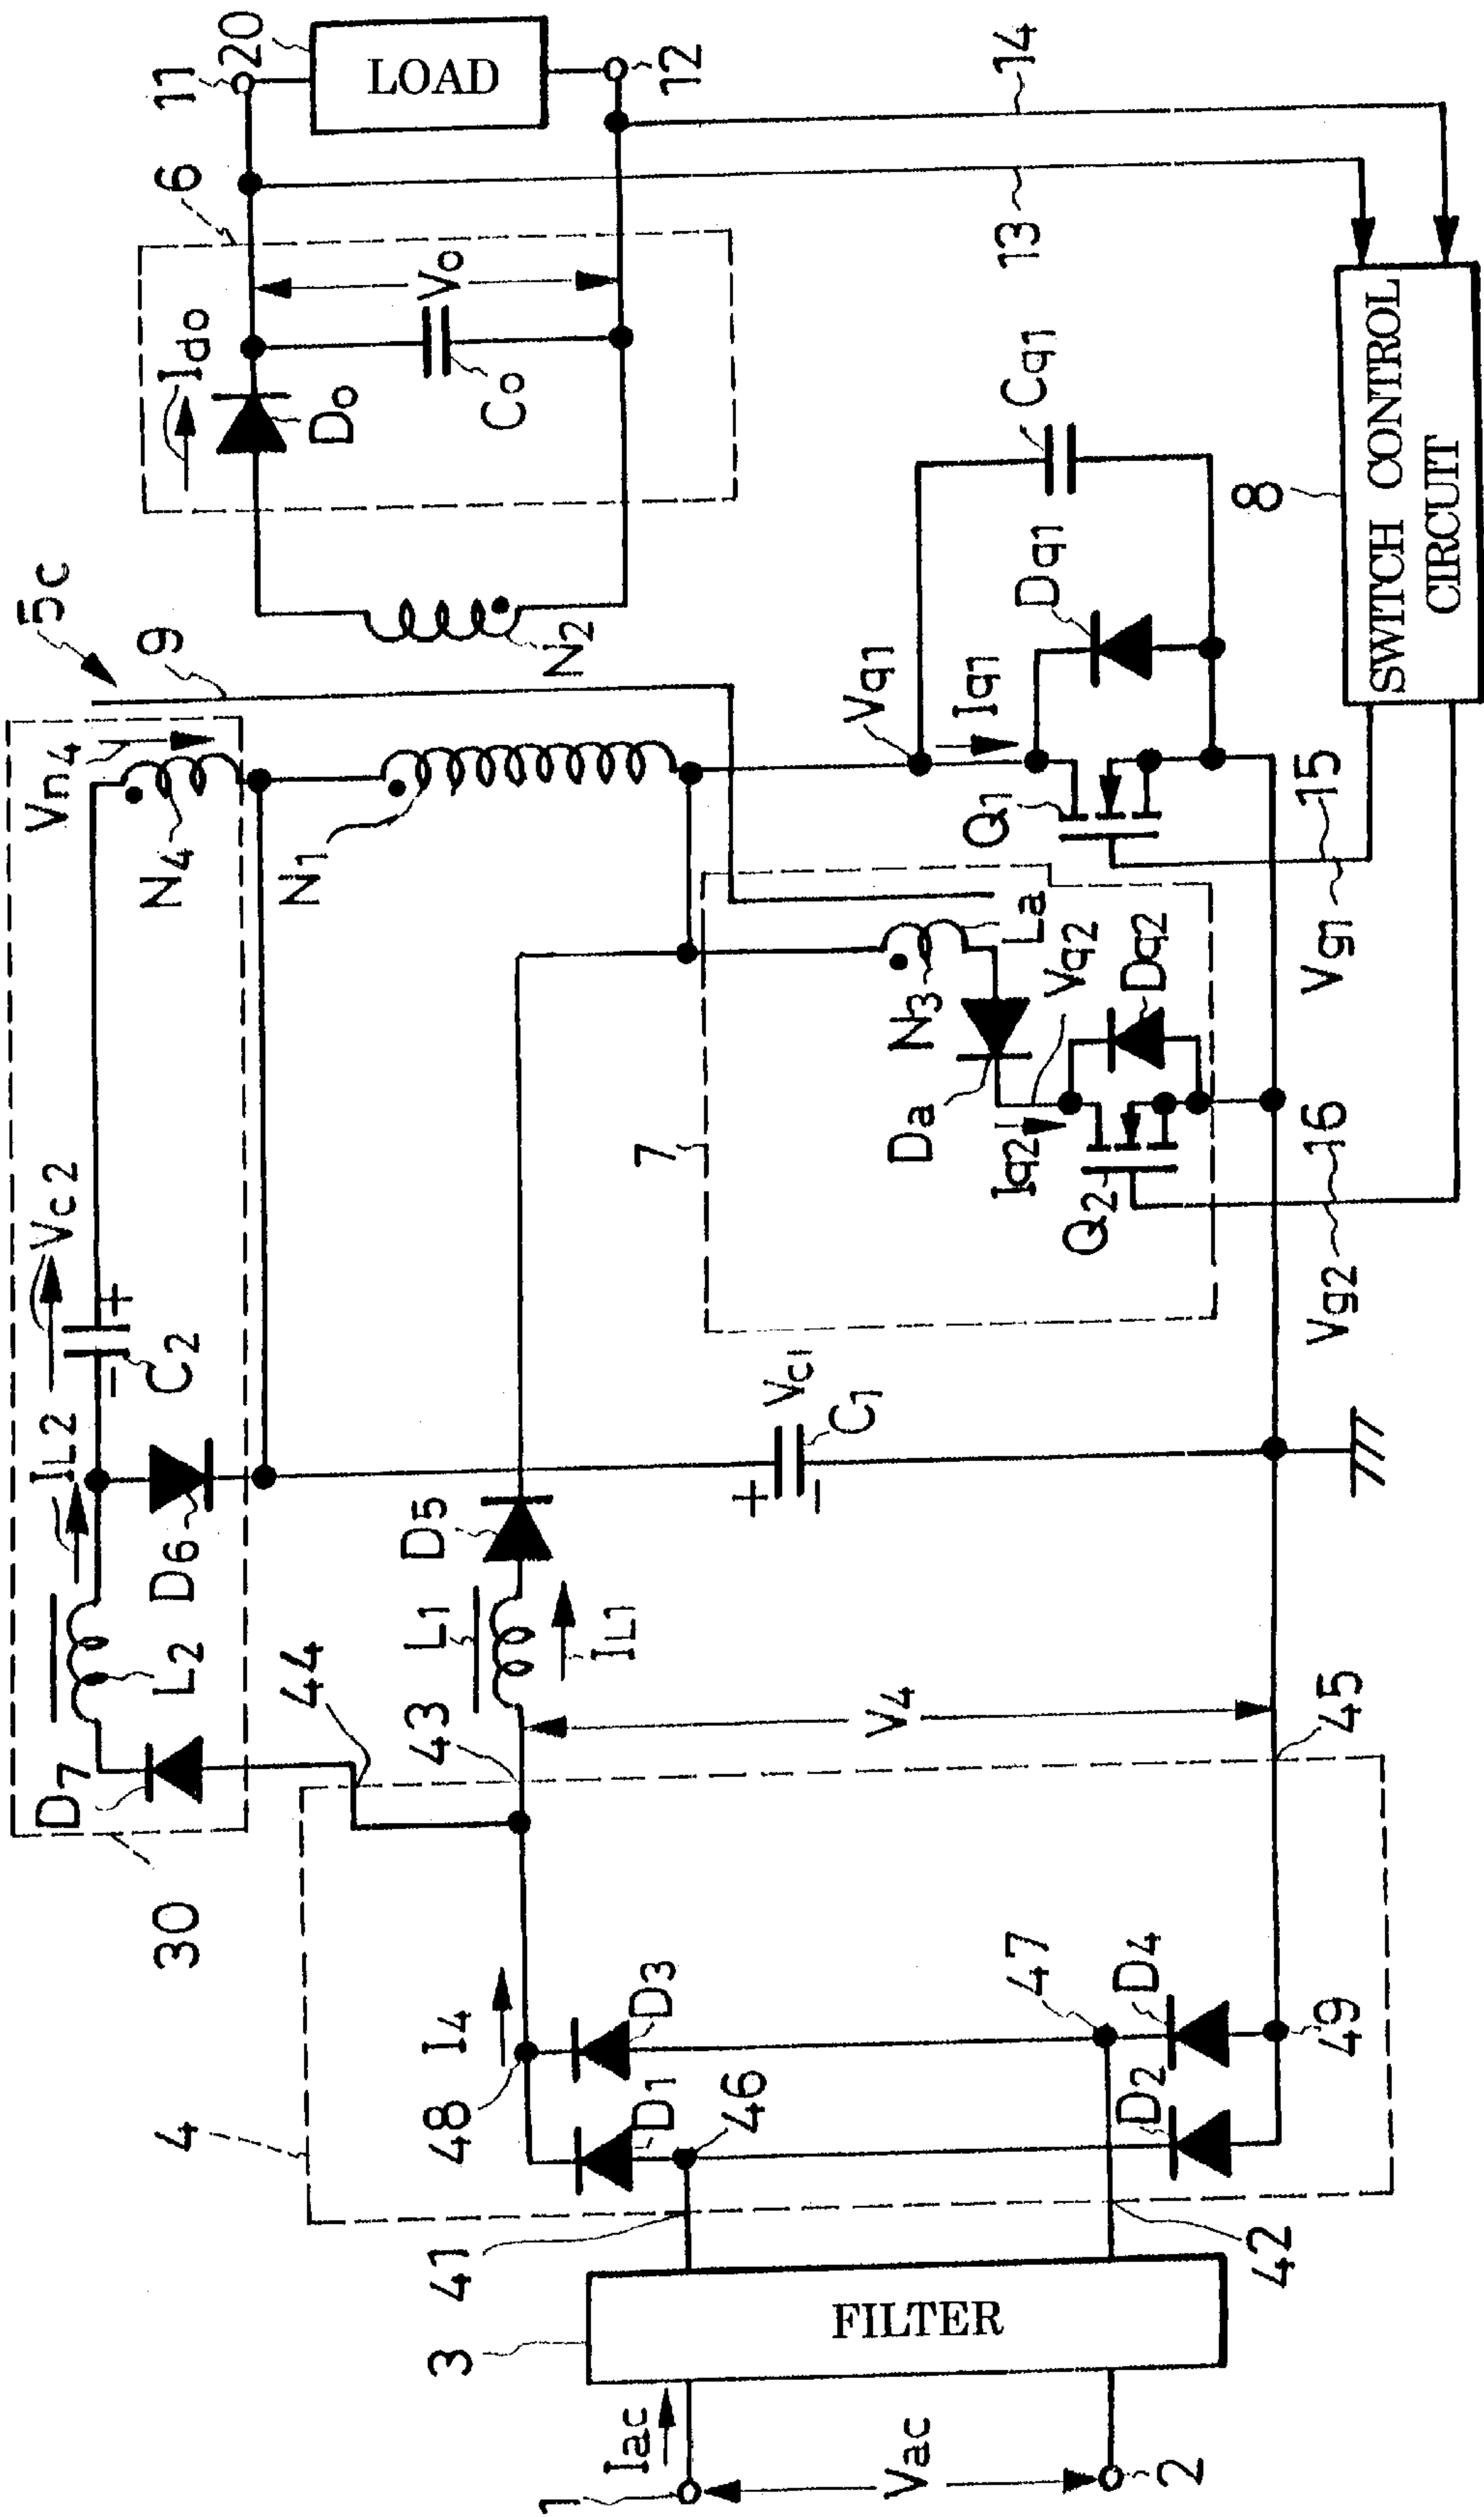 5c
30
D7
L2
IL2
D6
C2
Vc2
Vn4
N4
9
6
Ido
Do
Co
Vo
11
20
LOAD
12
N2
N1
44
43
L1
IL1
D5
4
48
I4
D1
D3
46
47
D2
D4
49
41
42
3
FILTER
Iac
1
Vac
2
V4
45
Vc1
C1
7
Da
N3
La
Vq2
Iq2
Dq2
Q2
Vq1
Iq1
Q1
Dq1
Cq1
13
14
Vg2
16
Vg1
15
8
SWITCH CONTROL
CIRCUIT
+
−
+
−